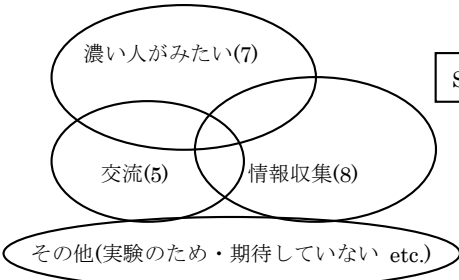 濃い人がみたい(7)
S
交流(5)
情報収集(8)
その他(実験のため・期待していない etc.)